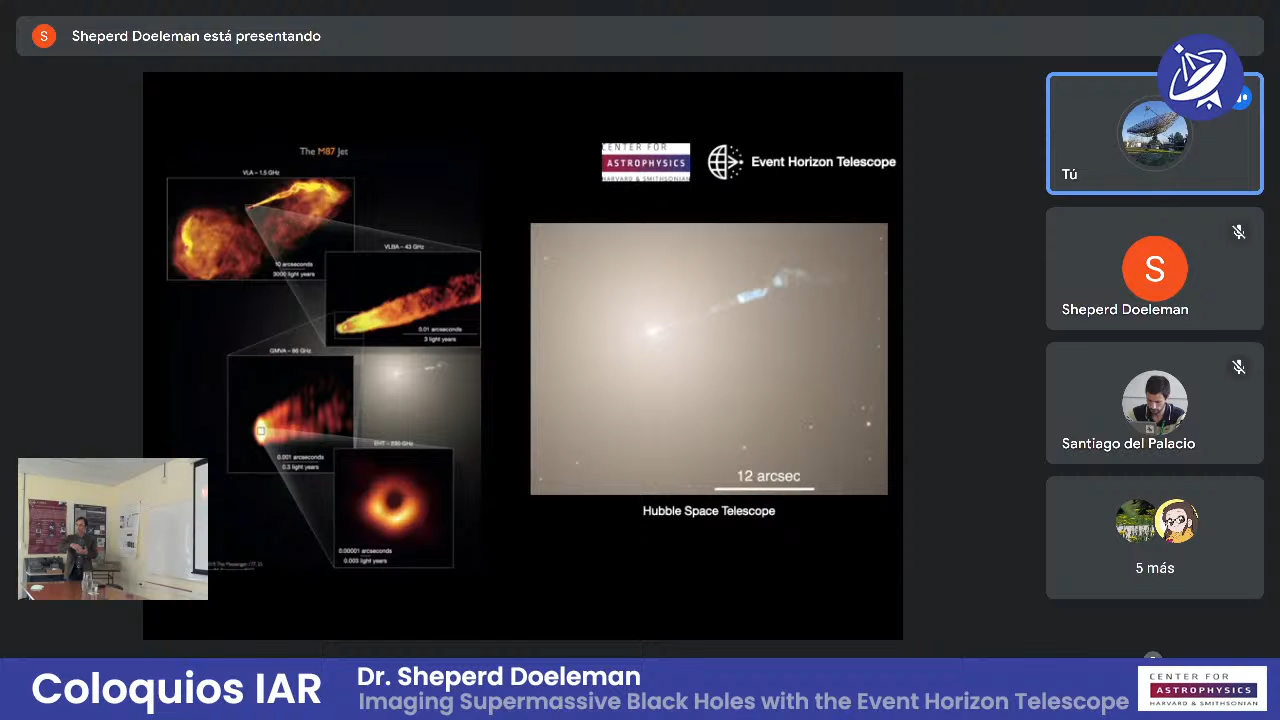 Sheperd Doeleman está presentando
S
The M87 Jet
VLA – 1.5 GHz
10 arcseconds
3000 light years
VLBA – 43 GHz
0.01 arcseconds
3 light years
GMVA – 86 GHz
0.001 arcseconds
0.3 light years
EHT – 230 GHz
0.00001 arcseconds
0.003 light years
CENTER FOR
ASTROPHYSICS
HARVARD & SMITHSONIAN
Event Horizon Telescope
12 arcsec
Hubble Space Telescope
Tú
S
Sheperd Doeleman
Santiago del Palacio
5 más
Coloquios IAR
Dr. Sheperd Doeleman
Imaging Supermassive Black Holes with the Event Horizon Telescope
CENTER FOR
ASTROPHYSICS
HARVARD & SMITHSONIAN